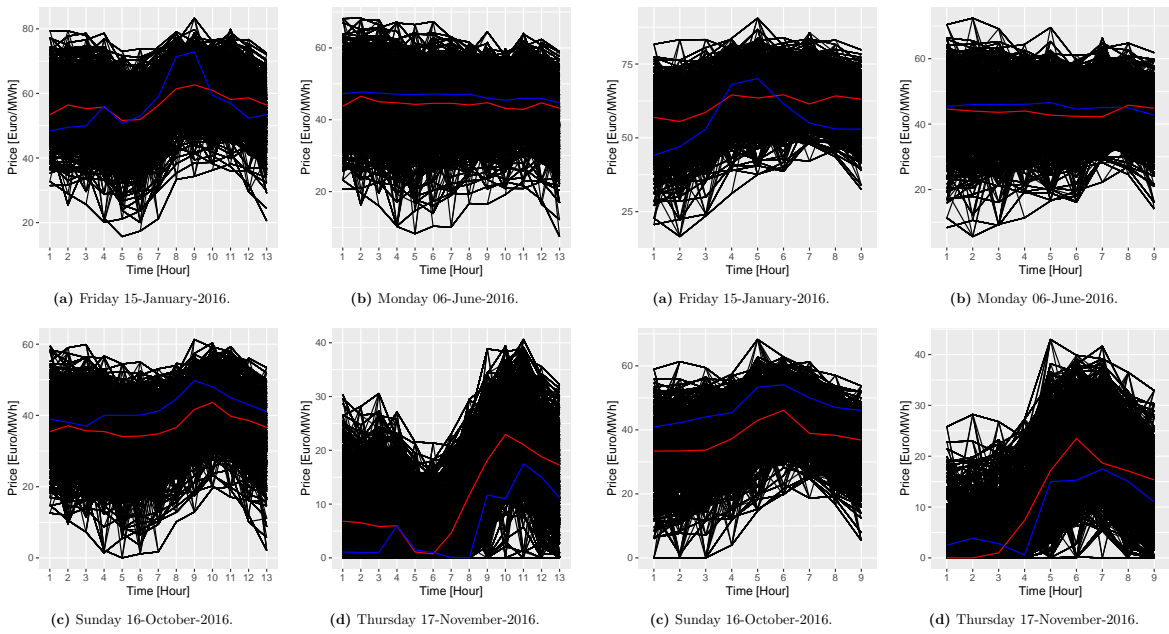 Price [Euro/MWh]
80
60
40
20
1 2 3 4 5 6 7 8 9 10 11 12 13
Time [Hour]
(a) Friday 15-January-2016.
Price [Euro/MWh]
60
40
20
1 2 3 4 5 6 7 8 9 10 11 12 13
Time [Hour]
(b) Monday 06-June-2016.
Price [Euro/MWh]
75
50
25
1 2 3 4 5 6 7 8 9
Time [Hour]
(a) Friday 15-January-2016.
Price [Euro/MWh]
60
40
20
1 2 3 4 5 6 7 8 9
Time [Hour]
(b) Monday 06-June-2016.
Price [Euro/MWh]
60
40
20
0
1 2 3 4 5 6 7 8 9 10 11 12 13
Time [Hour]
(c) Sunday 16-October-2016.
Price [Euro/MWh]
40
30
20
10
0
1 2 3 4 5 6 7 8 9 10 11 12 13
Time [Hour]
(d) Thursday 17-November-2016.
Price [Euro/MWh]
60
40
20
0
1 2 3 4 5 6 7 8 9
Time [Hour]
(c) Sunday 16-October-2016.
Price [Euro/MWh]
40
30
20
10
0
1 2 3 4 5 6 7 8 9
Time [Hour]
(d) Thursday 17-November-2016.